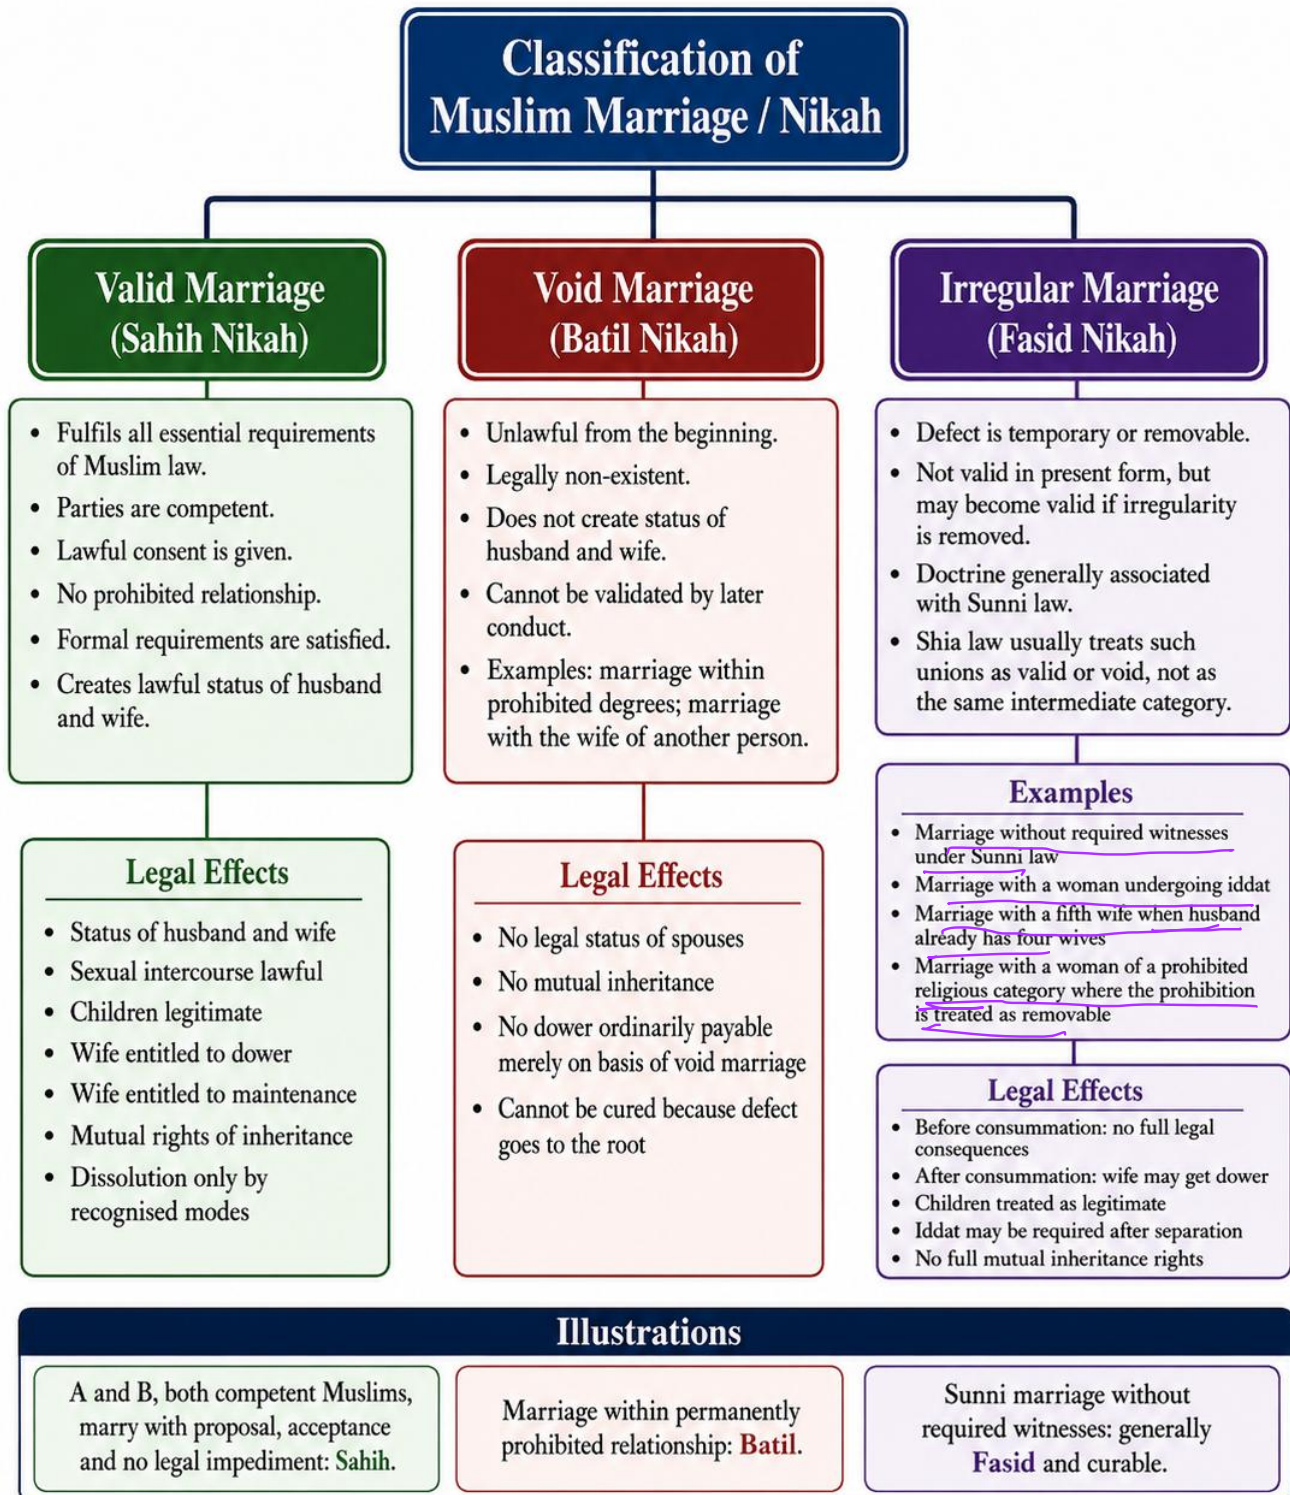 Classification of
Muslim Marriage / Nikah
Valid Marriage
(Sahih Nikah)
• Fulfils all essential requirements
of Muslim law.
• Parties are competent.
• Lawful consent is given.
• No prohibited relationship.
• Formal requirements are satisfied.
• Creates lawful status of husband
and wife.
Legal Effects
• Status of husband and wife
• Sexual intercourse lawful
• Children legitimate
• Wife entitled to dower
• Wife entitled to maintenance
• Mutual rights of inheritance
• Dissolution only by
recognised modes
Void Marriage
(Batil Nikah)
• Unlawful from the beginning.
• Legally non-existent.
• Does not create status of
husband and wife.
• Cannot be validated by later
conduct.
• Examples: marriage within
prohibited degrees; marriage
with the wife of another person.
Legal Effects
• No legal status of spouses
• No mutual inheritance
• No dower ordinarily payable
merely on basis of void marriage
• Cannot be cured because defect
goes to the root
Irregular Marriage
(Fasid Nikah)
• Defect is temporary or removable.
• Not valid in present form, but
may become valid if irregularity
is removed.
• Doctrine generally associated
with Sunni law.
• Shia law usually treats such
unions as valid or void, not as
the same intermediate category.
Examples
• Marriage without required witnesses
under Sunni law
• Marriage with a woman undergoing iddat
• Marriage with a fifth wife when husband
already has four wives
• Marriage with a woman of a prohibited
religious category where the prohibition
is treated as removable
Legal Effects
• Before consummation: no full legal
consequences
• After consummation: wife may get dower
• Children treated as legitimate
• Iddat may be required after separation
• No full mutual inheritance rights
Illustrations
A and B, both competent Muslims,
marry with proposal, acceptance
and no legal impediment: Sahih.
Marriage within permanently
prohibited relationship: Batil.
Sunni marriage without
required witnesses: generally
Fasid and curable.